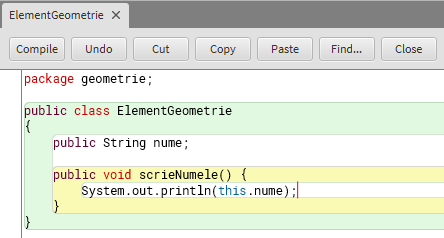 ElementGeometrie X
Compile Undo Cut Copy Paste Find... Close
package geometrie;
public class ElementGeometrie
{
public String nume;
public void scrieNumele() {
System.out.println(this.nume);
}
}